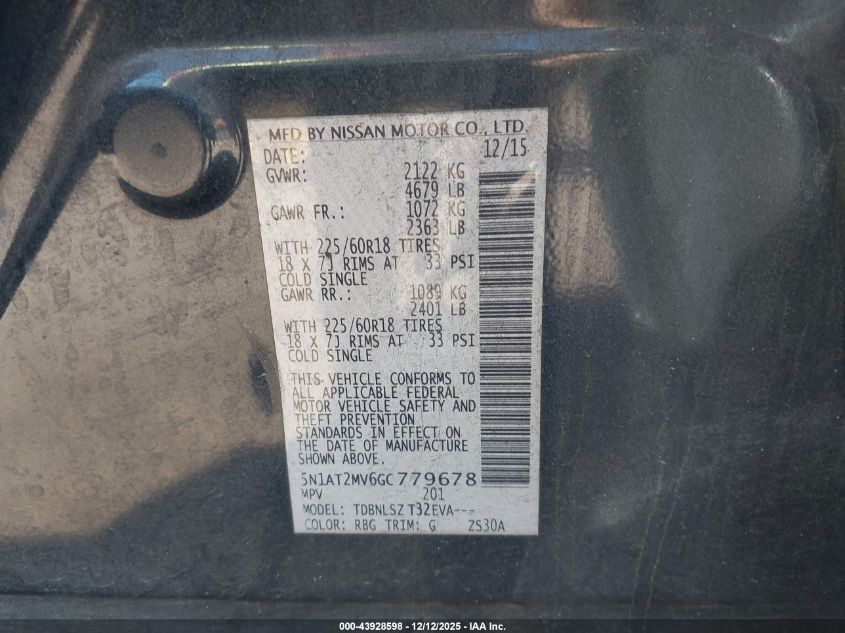 MFD BY NISSAN MOTOR CO., LTD.
DATE: 12/15
GVWR: 2122 KG
4679 LB
GAWR FR.: 1072 KG
2363 LB
WITH 225/60R18 TIRES
18 X 7J RIMS AT 33 PSI
COLD SINGLE
GAWR RR.: 1089 KG
2401 LB
WITH 225/60R18 TIRES
18 X 7J RIMS AT 33 PSI
COLD SINGLE
THIS VEHICLE CONFORMS TO
ALL APPLICABLE FEDERAL
MOTOR VEHICLE SAFETY AND
THEFT PREVENTION
STANDARDS IN EFFECT ON
THE DATE OF MANUFACTURE
SHOWN ABOVE.
5N1AT2MV6GC779678
MPV 201
MODEL: TDBNLSZ T32EVA---
COLOR: RBG TRIM: G ZS30A
000-43928598 - 12/12/2025 - IAA Inc.